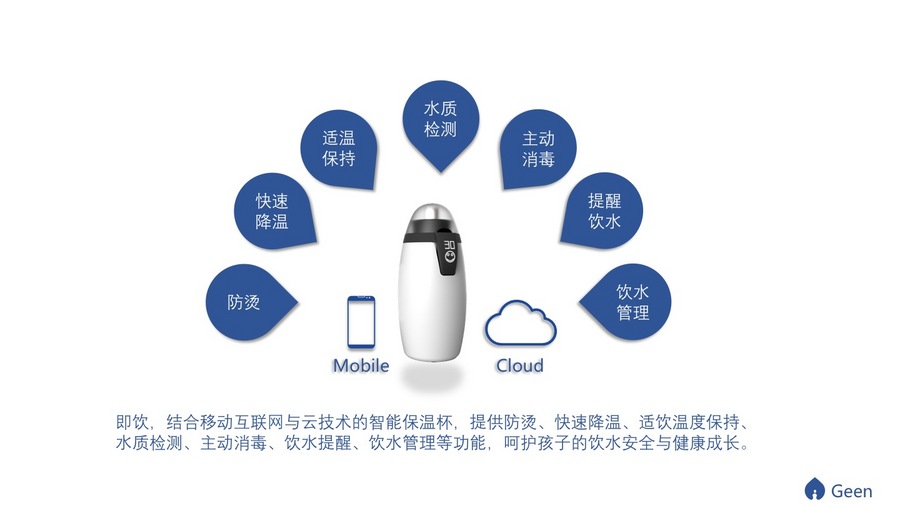 水质
检测
适温
保持
主动
消毒
快速
降温
提醒
饮水
防烫
饮水
管理
30
Mobile
Cloud
即饮，结合移动互联网与云技术的智能保温杯，提供防烫、快速降温、适饮温度保持、
水质检测、主动消毒、饮水提醒、饮水管理等功能，呵护孩子的饮水安全与健康成长。
Geen